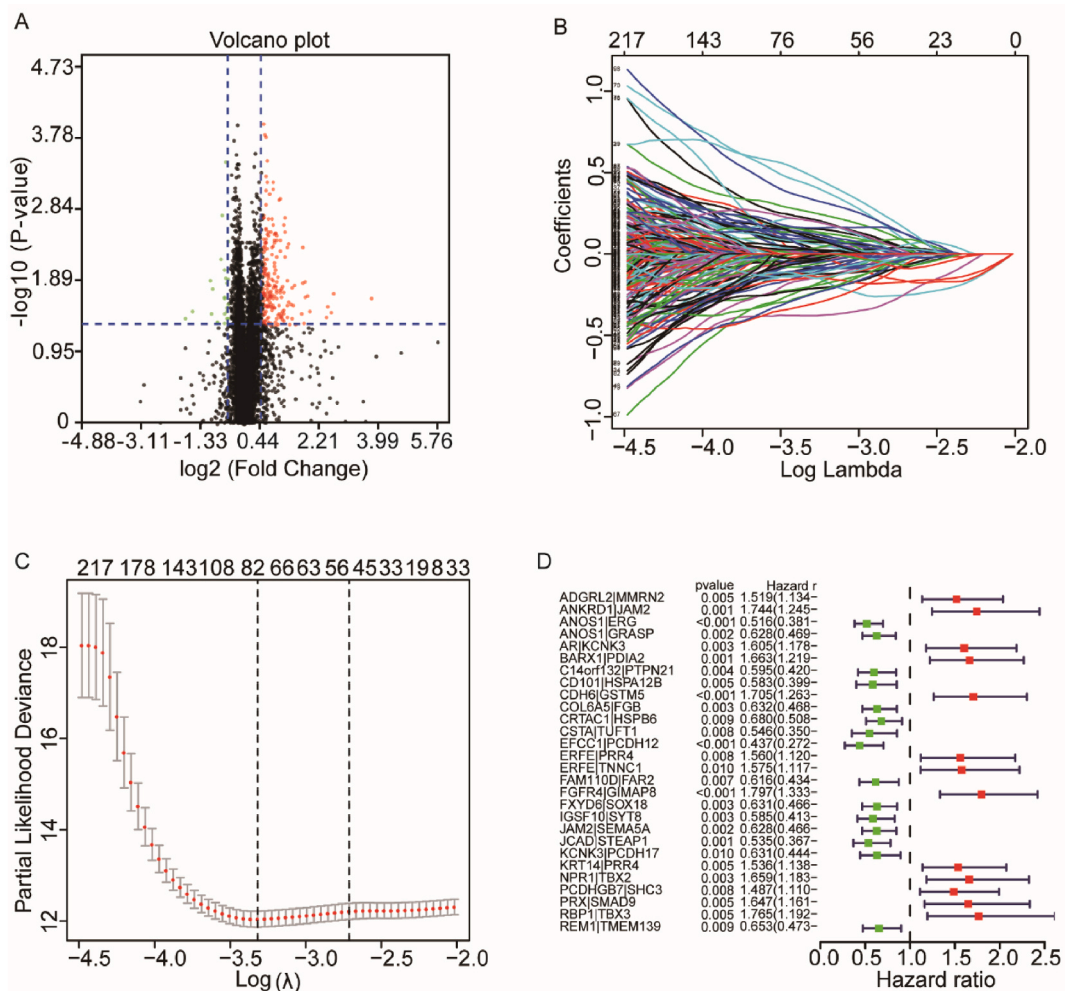 A
Volcano plot
4.73
3.78
2.84
1.89
0.95
0
-log10 (P-value)
−4.88 −3.11 −1.33 0.44 2.21 3.99 5.76
log2 (Fold Change)
B
217 143 76 56 23 0
1.0
0.5
0.0
−0.5
−1.0
Coefficients
−4.5 −4.0 −3.5 −3.0 −2.5 −2.0
Log Lambda
C
217 178 143 108 82 66 63 56 45 33 19 8 33
18
16
14
12
Partial Likelihood Deviance
−4.5 −4.0 −3.5 −3.0 −2.5 −2.0
Log (λ)
D
pvalue Hazard r
ADGRL2|MMRN2 0.005 1.519(1.134−
ANKRD1|JAM2 0.001 1.744(1.245−
ANOS1|ERG <0.001 0.516(0.381−
ANOS1|GRASP 0.002 0.628(0.469−
AR|KCNK3 0.003 1.605(1.178−
BARX1|PDIA2 0.001 1.663(1.219−
C14orf132|PTPN21 0.004 0.595(0.420−
CD101|HSPA12B 0.005 0.583(0.399−
CDH6|GSTM5 <0.001 1.705(1.263−
COL6A5|FGB 0.003 0.632(0.468−
CRTAC1|HSPB6 0.009 0.680(0.508−
CSTA|TUFT1 0.008 0.546(0.350−
EFCC1|PCDH12 <0.001 0.437(0.272−
ERFE|PRR4 0.008 1.560(1.120−
ERFE|TNNC1 0.010 1.575(1.117−
FAM110D|FAR2 0.007 0.616(0.434−
FGFR4|GIMAP8 <0.001 1.797(1.333−
FXYD6|SOX18 0.003 0.631(0.466−
IGSF10|SYT8 0.003 0.585(0.413−
JAM2|SEMA5A 0.002 0.628(0.466−
JCAD|STEAP1 0.001 0.535(0.367−
KCNK3|PCDH17 0.010 0.631(0.444−
KRT14|PRR4 0.005 1.536(1.138−
NPR1|TBX2 0.003 1.659(1.183−
PCDHGB7|SHC3 0.008 1.487(1.110−
PRX|SMAD9 0.005 1.647(1.161−
RBP1|TBX3 0.005 1.765(1.192−
REM1|TMEM139 0.009 0.653(0.473−
0.0 0.5 1.0 1.5 2.0 2.5
Hazard ratio